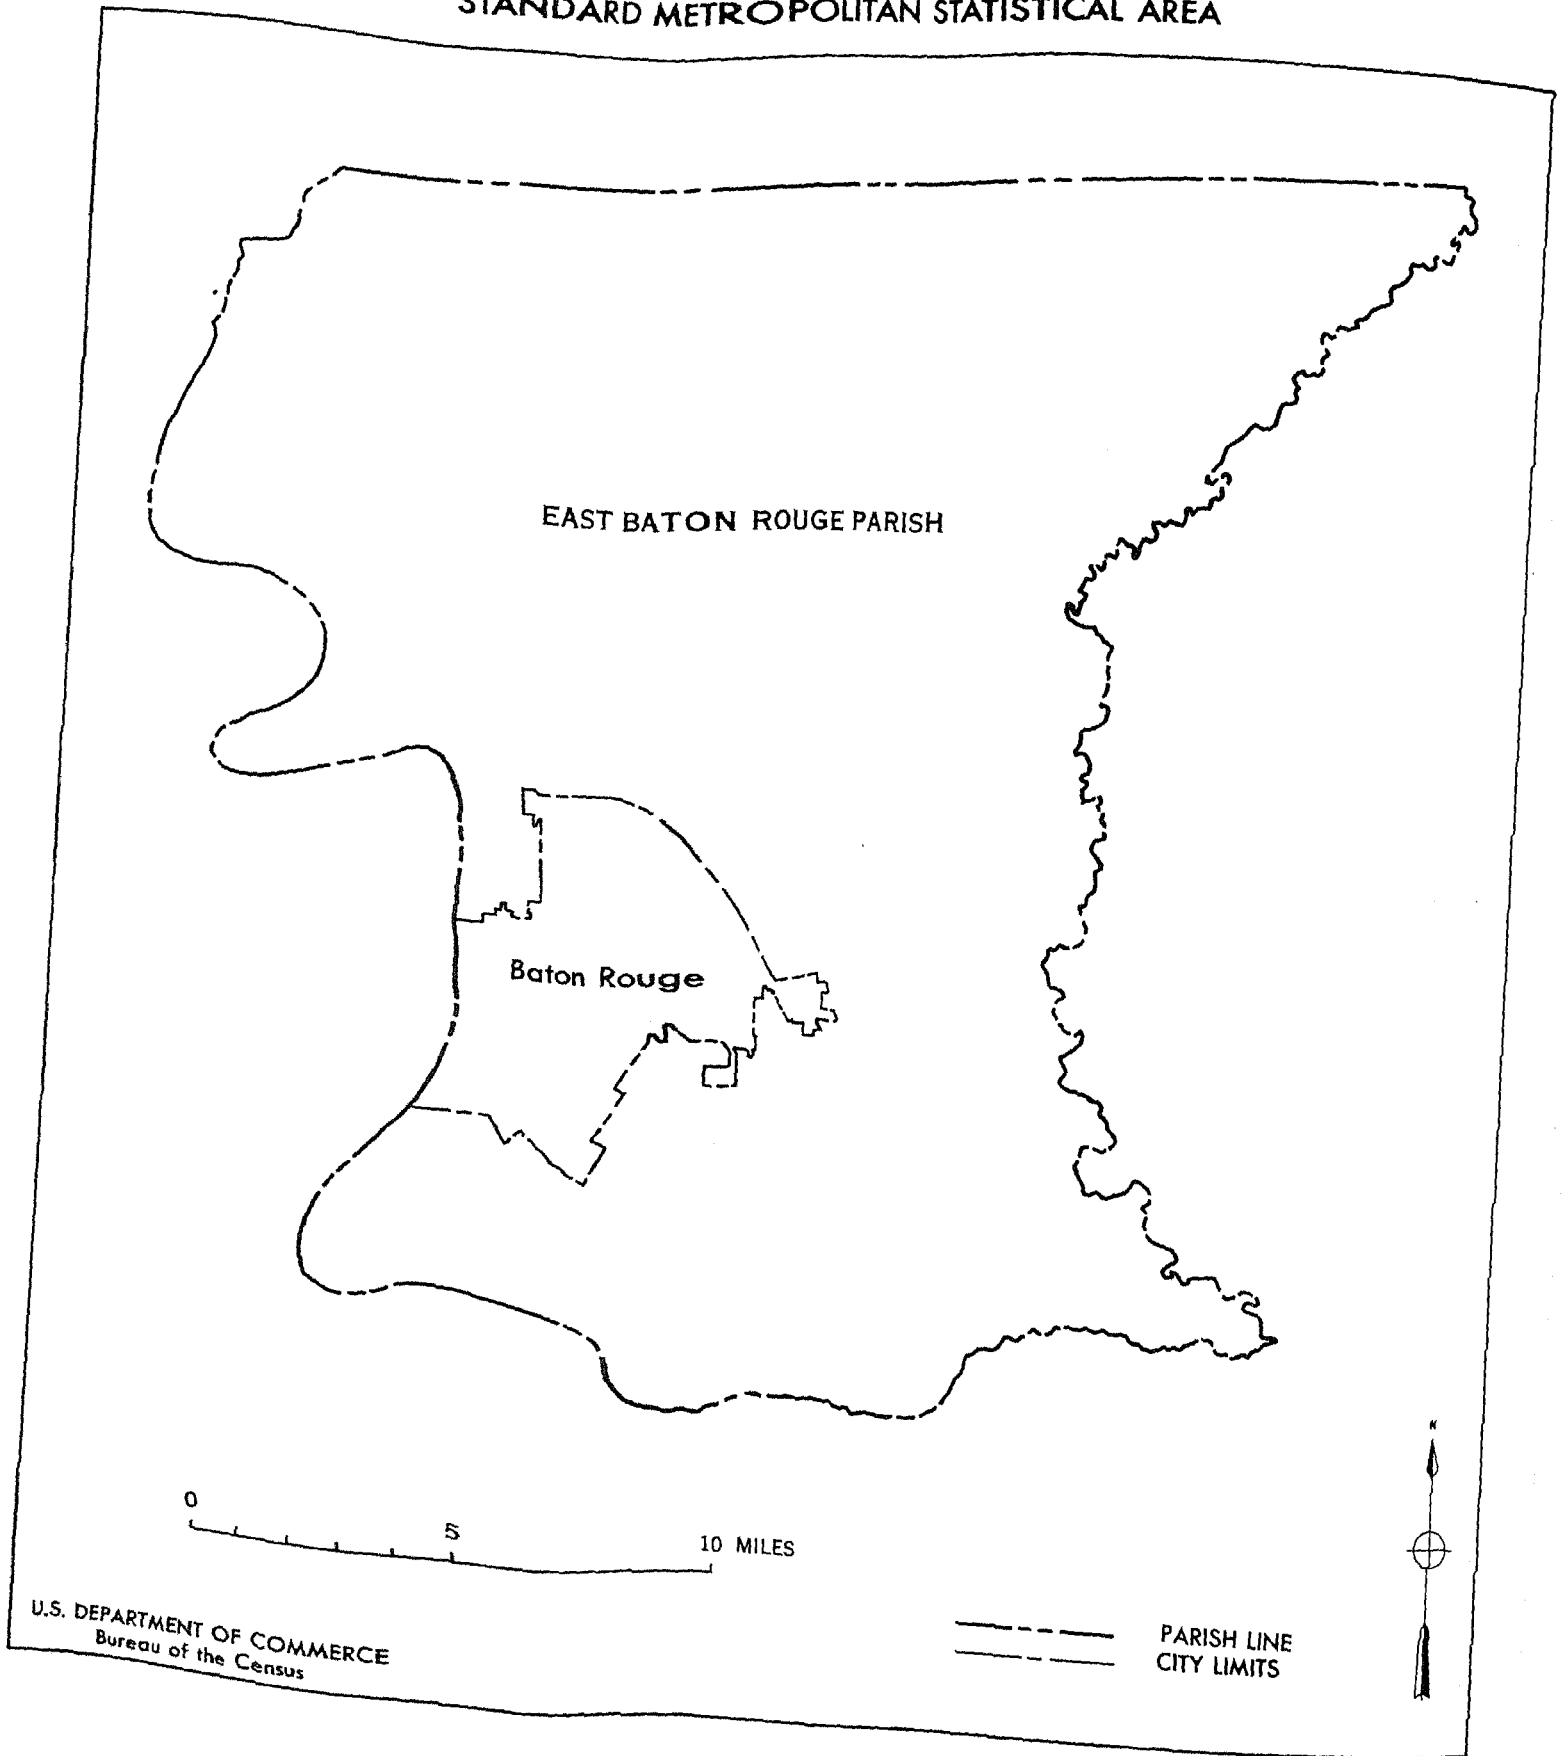 STANDARD METROPOLITAN STATISTICAL AREA
EAST BATON ROUGE PARISH
Baton Rouge
N
0
5
10 MILES
U.S. DEPARTMENT OF COMMERCE
Bureau of the Census
PARISH LINE
CITY LIMITS